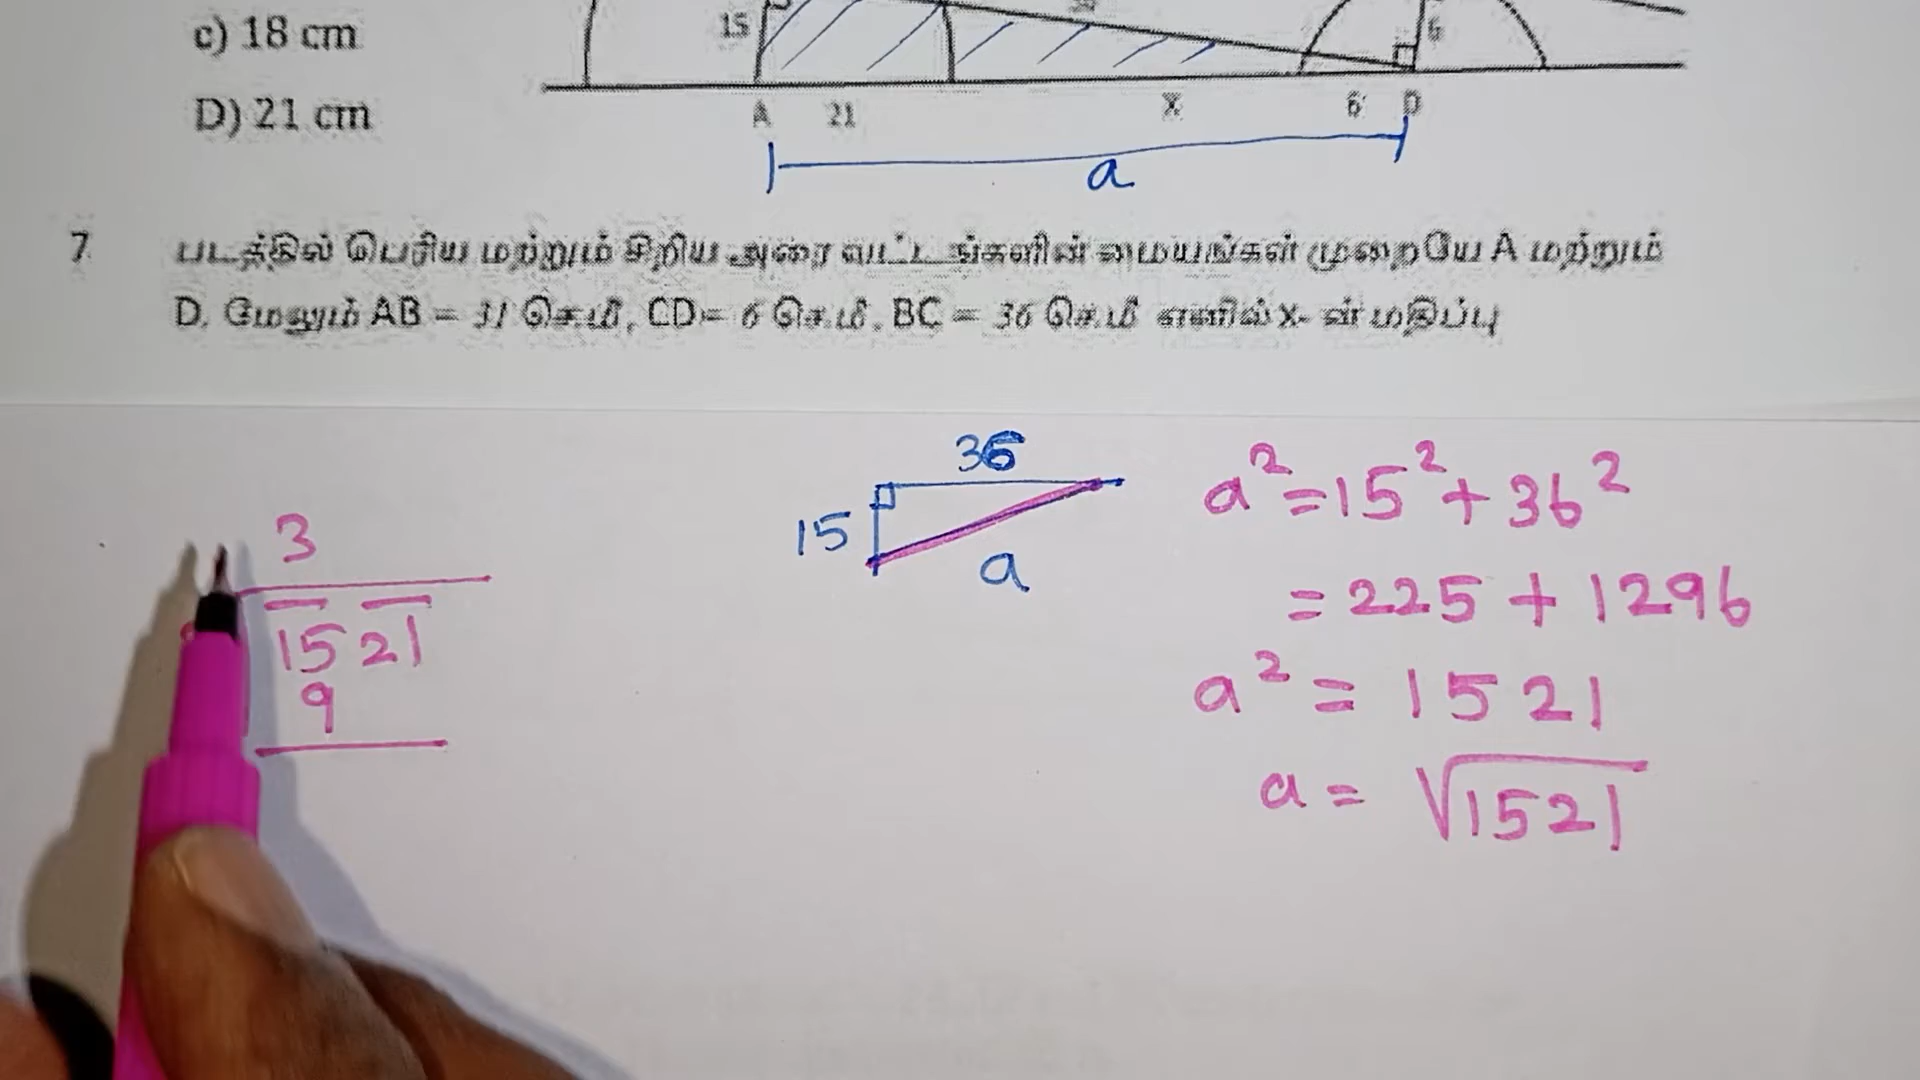 c) 18 cm
D) 21 cm
15
6
A 21 X 6 D
a
7 படத்தில் பெரிய மற்றும் சிறிய அரை வட்டங்களின் மையங்கள் முறையே A மற்றும்
D. மேலும் AB = 31 செ.மீ, CD= 6 செ.மீ, BC = 36 செ.மீ எனில் x- ன் மதிப்பு
36
15
a
a²=15²+36²
=225+1296
a²=1521
a=√1521
3
1521
9